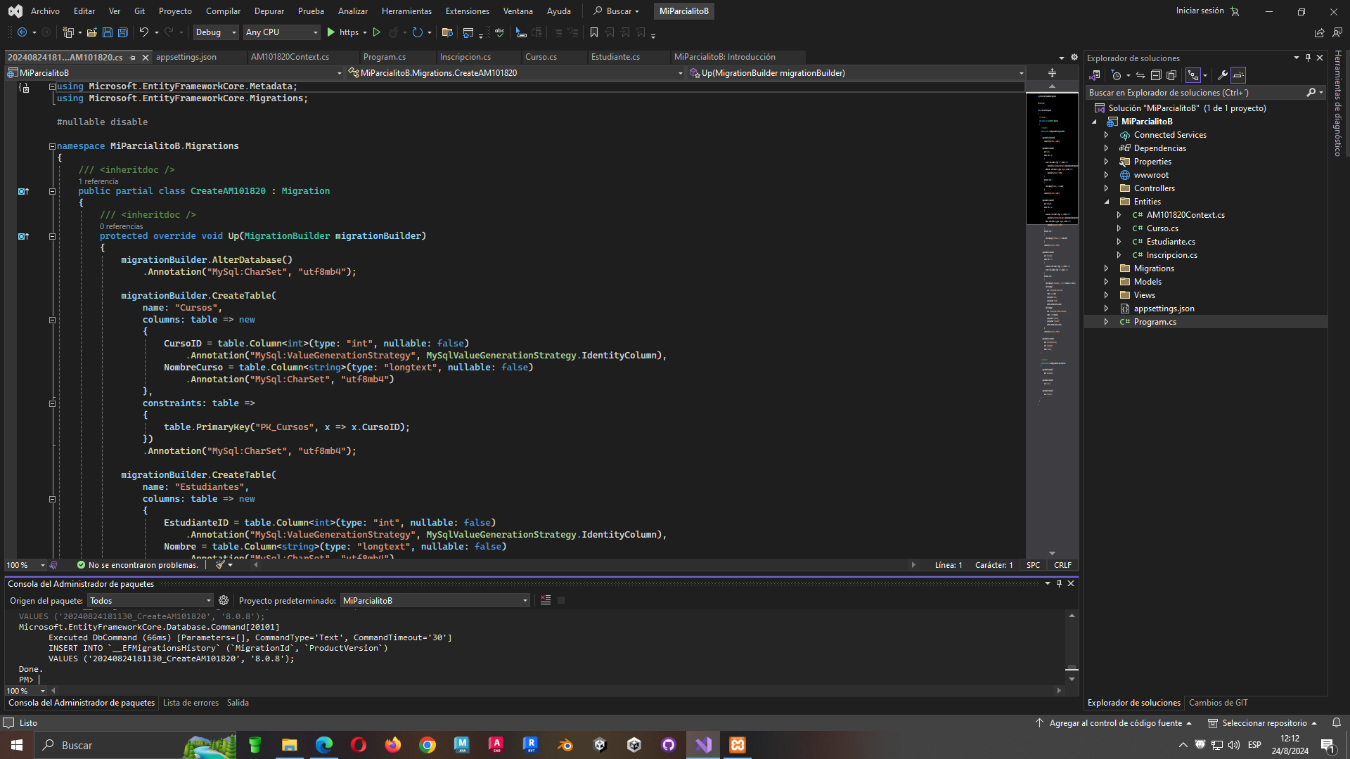 Archivo Editar Ver Git Proyecto Compilar Depurar Prueba Analizar Herramientas Extensiones Ventana Ayuda Buscar MiParcialitoB Iniciar sesión
Debug Any CPU https
20240824181...AM101820.cs appsettings.json AM101820Context.cs Program.cs Inscripcion.cs Curso.cs Estudiante.cs MiParcialitoB: Introducción
MiParcialitoB MiParcialitoB.Migrations.CreateAM101820 Up(MigrationBuilder migrationBuilder)
using Microsoft.EntityFrameworkCore.Metadata;
using Microsoft.EntityFrameworkCore.Migrations;
#nullable disable
namespace MiParcialitoB.Migrations
{
/// <inheritdoc />
1 referencia
public partial class CreateAM101820 : Migration
{
/// <inheritdoc />
0 referencias
protected override void Up(MigrationBuilder migrationBuilder)
{
migrationBuilder.AlterDatabase()
.Annotation("MySql:CharSet", "utf8mb4");
migrationBuilder.CreateTable(
name: "Cursos",
columns: table => new
{
CursoID = table.Column<int>(type: "int", nullable: false)
.Annotation("MySql:ValueGenerationStrategy", MySqlValueGenerationStrategy.IdentityColumn),
NombreCurso = table.Column<string>(type: "longtext", nullable: false)
.Annotation("MySql:CharSet", "utf8mb4")
},
constraints: table =>
{
table.PrimaryKey("PK_Cursos", x => x.CursoID);
})
.Annotation("MySql:CharSet", "utf8mb4");
migrationBuilder.CreateTable(
name: "Estudiantes",
columns: table => new
{
EstudianteID = table.Column<int>(type: "int", nullable: false)
.Annotation("MySql:ValueGenerationStrategy", MySqlValueGenerationStrategy.IdentityColumn),
Nombre = table.Column<string>(type: "longtext", nullable: false)
.Annotation("MySql:CharSet", "utf8mb4")
100 % No se encontraron problemas. Línea: 1 Carácter: 1 SPC CRLF
Consola del Administrador de paquetes
Origen del paquete: Todos Proyecto predeterminado: MiParcialitoB
VALUES ('20240824181130_CreateAM101820', '8.0.8');
Microsoft.EntityFrameworkCore.Database.Command[20101]
Executed DbCommand (66ms) [Parameters=[], CommandType='Text', CommandTimeout='30']
INSERT INTO `__EFMigrationsHistory` (`MigrationId`, `ProductVersion`)
VALUES ('20240824181130_CreateAM101820', '8.0.8');
Done.
PM>
100 %
Consola del Administrador de paquetes Lista de errores Salida
Explorador de soluciones
Buscar en Explorador de soluciones (Ctrl+')
Solución "MiParcialitoB" (1 de 1 proyecto)
MiParcialitoB
Connected Services
Dependencias
Properties
wwwroot
Controllers
Entities
C# AM101820Context.cs
C# Curso.cs
C# Estudiante.cs
C# Inscripcion.cs
Migrations
Models
Views
appsettings.json
C# Program.cs
Explorador de soluciones Cambios de GIT
Herramientas de diagnóstico
Listo Agregar al control de código fuente Seleccionar repositorio
Buscar ESP 12:12
24/8/2024 1